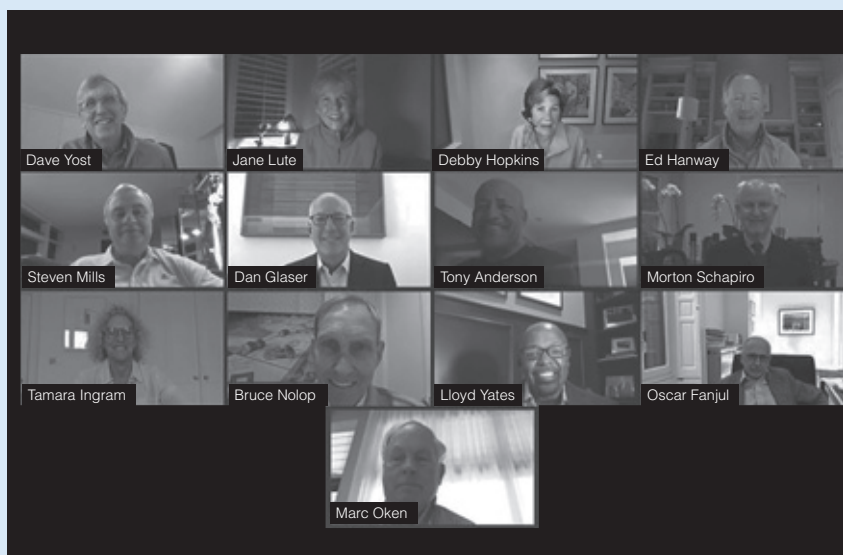 Dave Yost
Jane Lute
Debby Hopkins
Ed Hanway
Steven Mills
Dan Glaser
Tony Anderson
Morton Schapiro
Tamara Ingram
Bruce Nolop
Lloyd Yates
Oscar Fanjul
Marc Oken